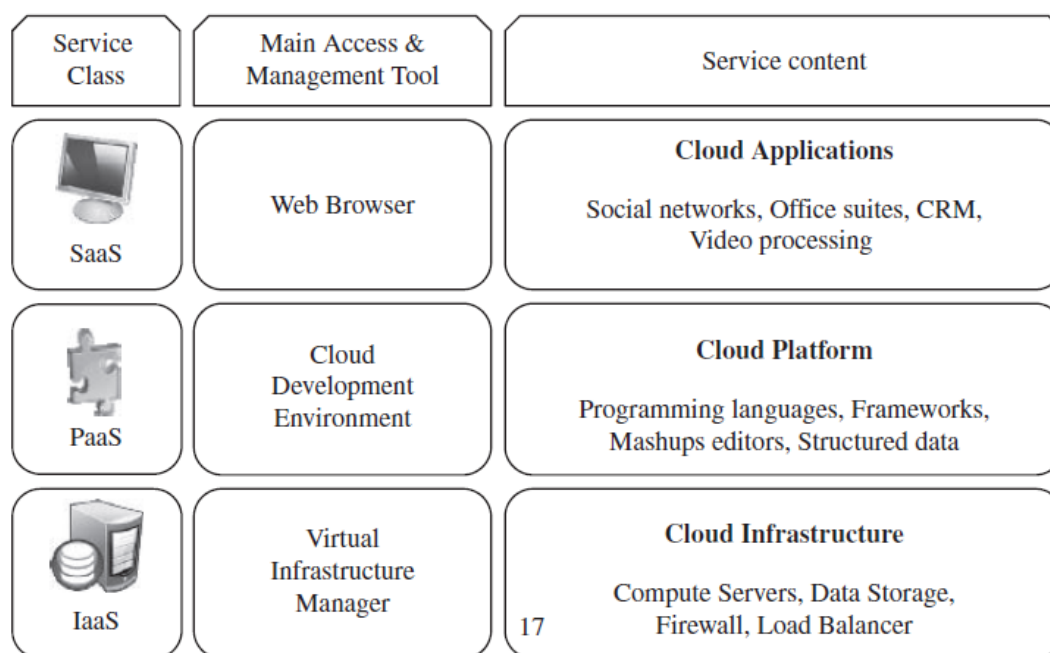 Service
Class
Main Access &
Management Tool
Service content
SaaS
Web Browser
Cloud Applications
Social networks, Office suites, CRM,
Video processing
PaaS
Cloud
Development
Environment
Cloud Platform
Programming languages, Frameworks,
Mashups editors, Structured data
IaaS
Virtual
Infrastructure
Manager
Cloud Infrastructure
Compute Servers, Data Storage,
Firewall, Load Balancer
17